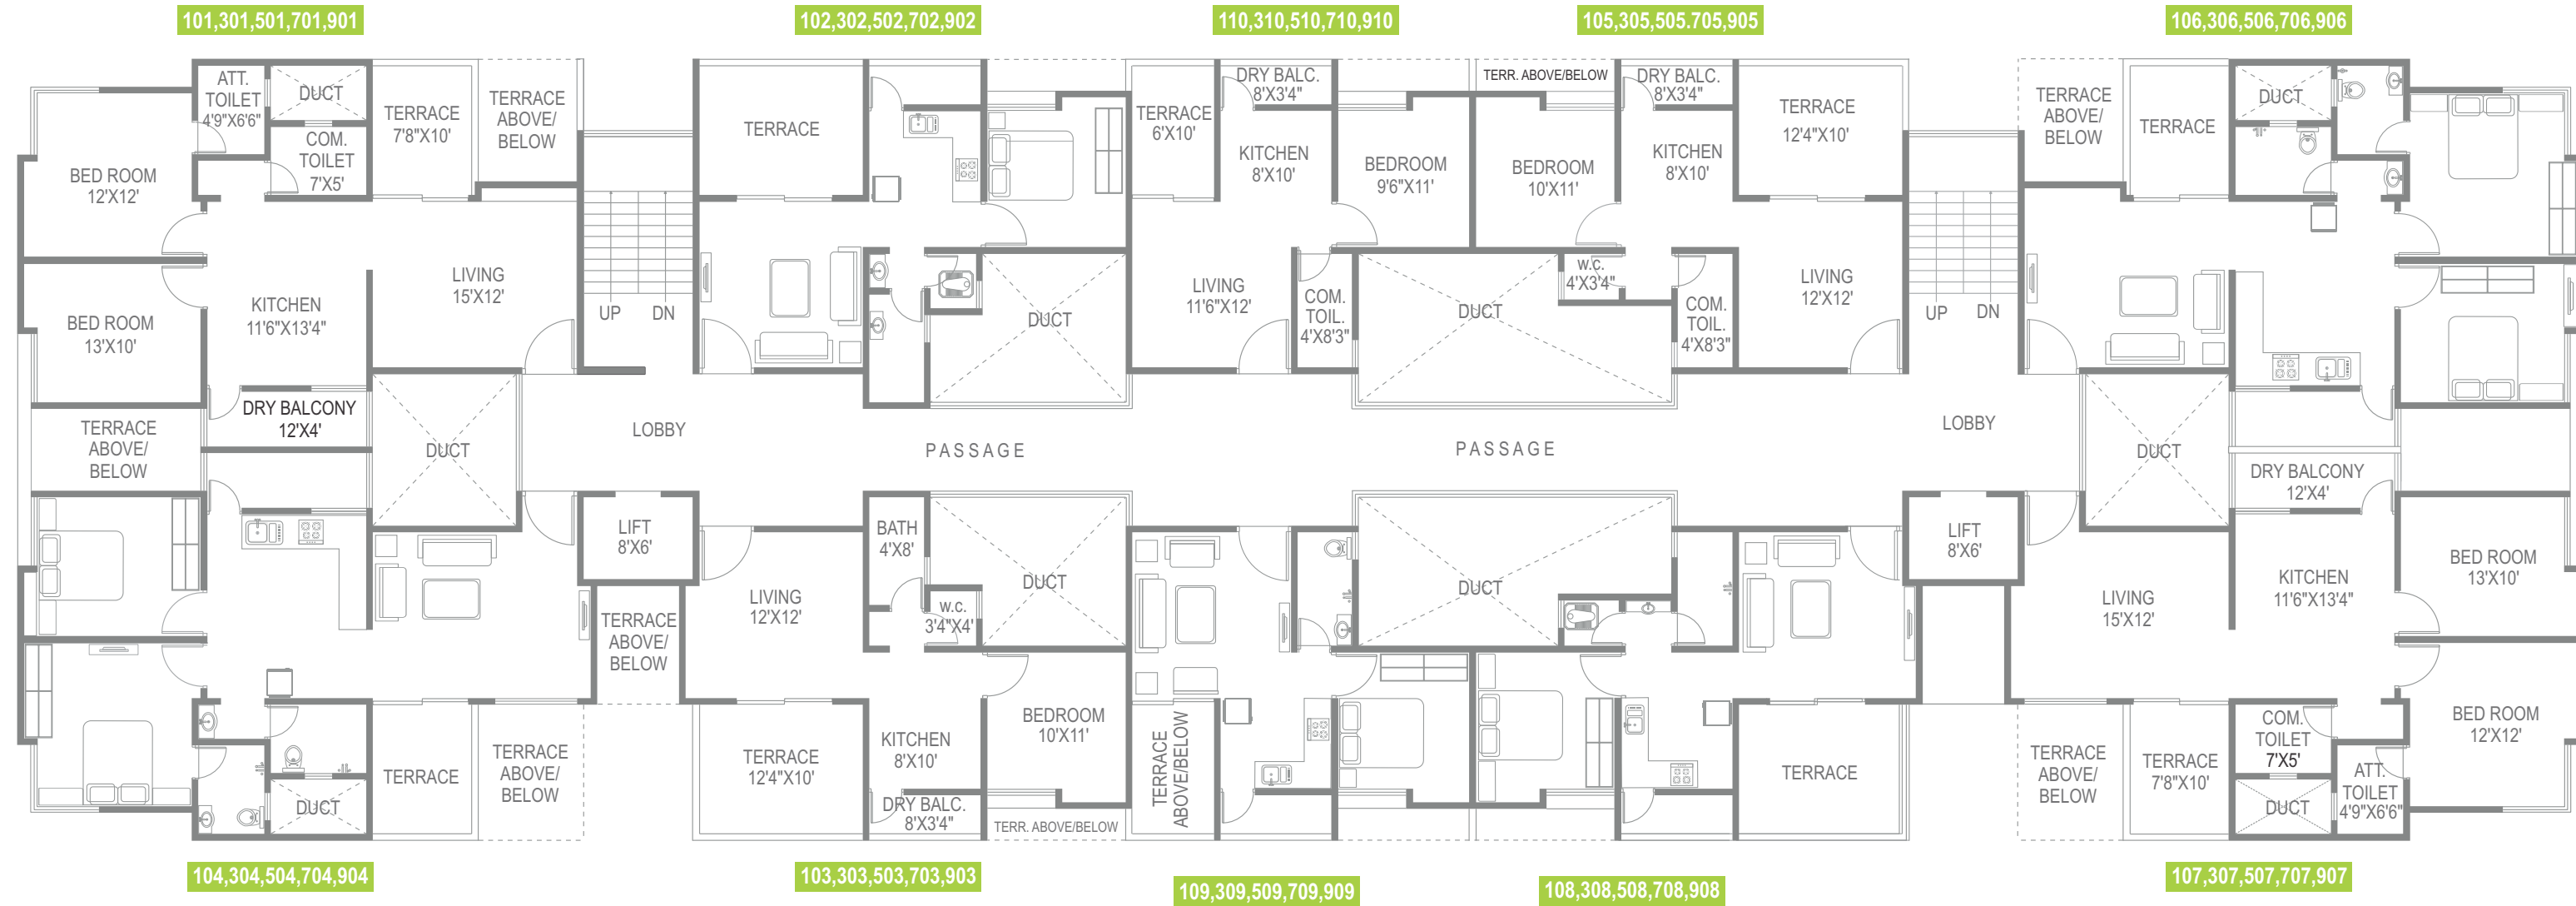 101,301,501,701,901
102,302,502,702,902
110,310,510,710,910
105,305,505.705,905
106,306,506,706,906
ATT.
TOILET
4'9"X6'6"
DUCT
COM.
TOILET
7'X5'
TERRACE
7'8"X10'
TERRACE
ABOVE/
BELOW
BED ROOM
12'X12'
BED ROOM
13'X10'
KITCHEN
11'6"X13'4"
LIVING
15'X12'
DRY BALCONY
12'X4'
TERRACE
ABOVE/
BELOW
DUCT
UP
DN
LOBBY
TERRACE
DUCT
PASSAGE
TERRACE
6'X10'
DRY BALC.
8'X3'4"
KITCHEN
8'X10'
BEDROOM
9'6"X11'
LIVING
11'6"X12'
COM.
TOIL.
4'X8'3"
DUCT
TERR. ABOVE/BELOW
BEDROOM
10'X11'
DRY BALC.
8'X3'4"
KITCHEN
8'X10'
TERRACE
12'4"X10'
W.C.
4'X3'4"
COM.
TOIL.
4'X8'3"
LIVING
12'X12'
PASSAGE
UP
DN
LOBBY
TERRACE
ABOVE/
BELOW
TERRACE
DUCT
DUCT
DRY BALCONY
12'X4'
TERRACE
DUCT
TERRACE
ABOVE/
BELOW
LIFT
8'X6'
TERRACE
ABOVE/
BELOW
LIVING
12'X12'
TERRACE
12'4"X10'
BATH
4'X8'
W.C.
3'4"X4'
DUCT
KITCHEN
8'X10'
DRY BALC.
8'X3'4"
BEDROOM
10'X11'
TERR. ABOVE/BELOW
TERRACE
ABOVE/BELOW
DUCT
TERRACE
LIFT
8'X6'
LIVING
15'X12'
KITCHEN
11'6"X13'4"
BED ROOM
13'X10'
BED ROOM
12'X12'
TERRACE
ABOVE/
BELOW
TERRACE
7'8"X10'
COM.
TOILET
7'X5'
DUCT
ATT.
TOILET
4'9"X6'6"
104,304,504,704,904
103,303,503,703,903
109,309,509,709,909
108,308,508,708,908
107,307,507,707,907